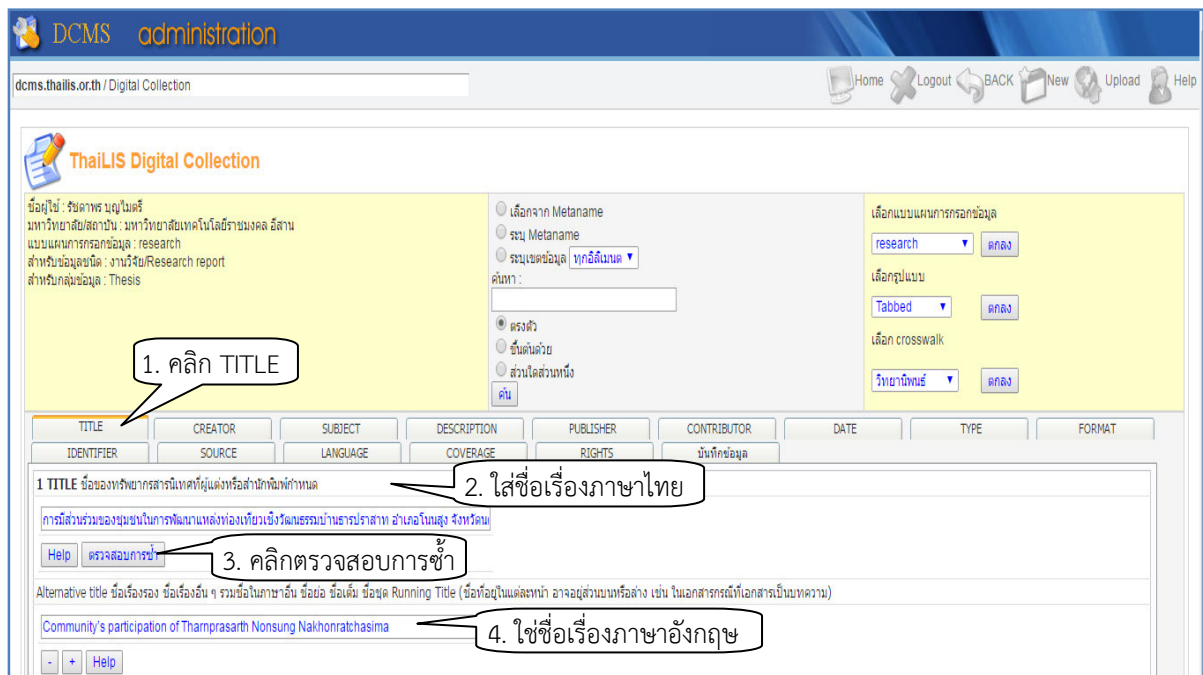 DCMS administration
dcms.thailis.or.th / Digital Collection
Home Logout BACK New Upload Help
ThaiLIS Digital Collection
ชื่อผู้ใช้ : รัชดาพร บุญไมตรี
มหาวิทยาลัย/สถาบัน : มหาวิทยาลัยเทคโนโลยีราชมงคล อีสาน
แบบแผนการกรอกข้อมูล : research
สำหรับข้อมูลชนิด : งานวิจัย/Research report
สำหรับกลุ่มข้อมูล : Thesis
เลือกจาก Metaname
ระบุ Metaname
ระบุเขตข้อมูล ทุกอิลิเมนต
ค้นหา :
ตรงตัว
ขึ้นต้นด้วย
ส่วนใดส่วนหนึ่ง
ค้น
เลือกแบบแผนการกรอกข้อมูล
research ตกลง
เลือกรูปแบบ
Tabbed ตกลง
เลือก crosswalk
วิทยานิพนธ์ ตกลง
1. คลิก TITLE
TITLE CREATOR SUBJECT DESCRIPTION PUBLISHER CONTRIBUTOR DATE TYPE FORMAT
IDENTIFIER SOURCE LANGUAGE COVERAGE RIGHTS บันทึกข้อมูล
1 TITLE ชื่อของทรัพยากรสารนิเทศที่ผู้แต่งหรือสำนักพิมพ์กำหนด
2. ใส่ชื่อเรื่องภาษาไทย
การมีส่วนร่วมของชุมชนในการพัฒนาแหล่งท่องเที่ยวเชิงวัฒนธรรมบ้านธารปราสาท อำเภอโนนสูง จังหวัดน
Help ตรวจสอบการซ้ำ
3. คลิกตรวจสอบการซ้ำ
Alternative title ชื่อเรื่องรอง ชื่อเรื่องอื่น ๆ รวมชื่อในภาษาอื่น ชื่อย่อ ชื่อเต็ม ชื่อชุด Running Title (ชื่อที่อยู่ในแต่ละหน้า อาจอยู่ส่วนบนหรือล่าง เช่น ในเอกสารกรณีที่เอกสารเป็นบทความ)
Community's participation of Tharnprasarth Nonsung Nakhonratchasima
4. ใช่ชื่อเรื่องภาษาอังกฤษ
- + Help